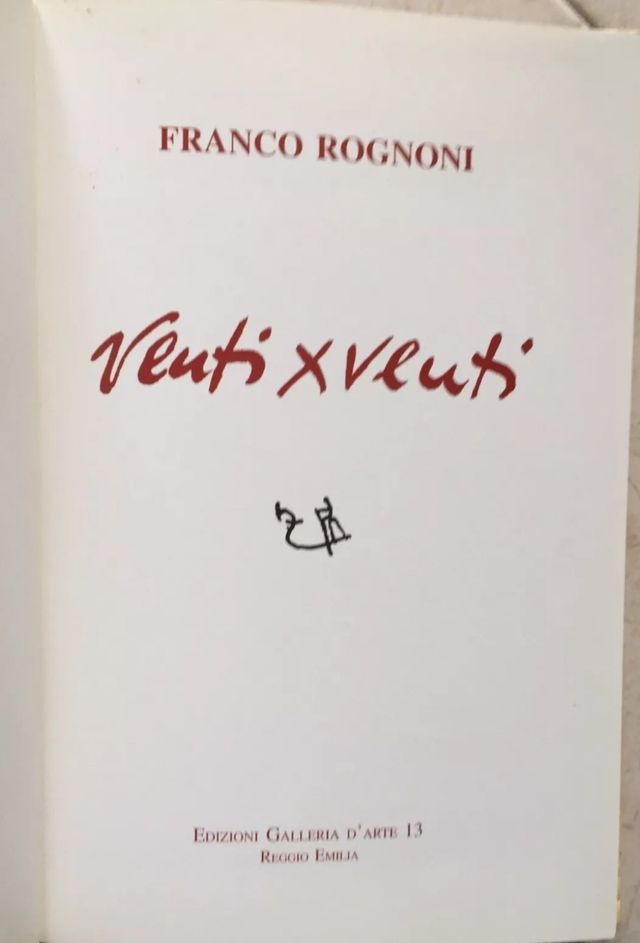 FRANCO ROGNONI
venti x venti
EDIZIONI GALLERIA D'ARTE 13
REGGIO EMILIA